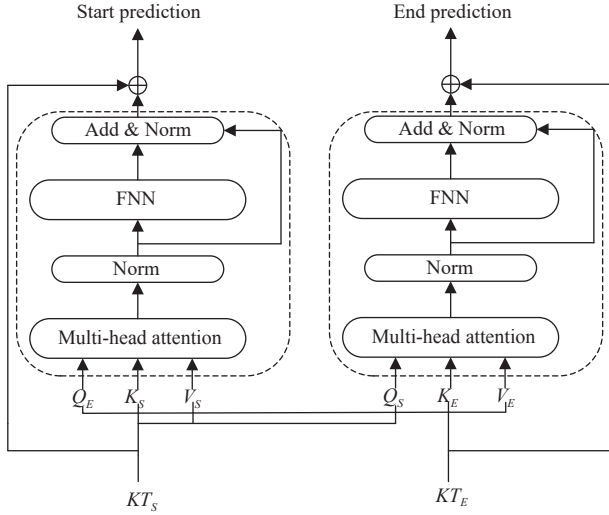 Start prediction
End prediction
Add & Norm
Add & Norm
FNN
FNN
Norm
Norm
Multi-head attention
Multi-head attention
Q_E K_S V_S
Q_S K_E V_E
KT_S
KT_E